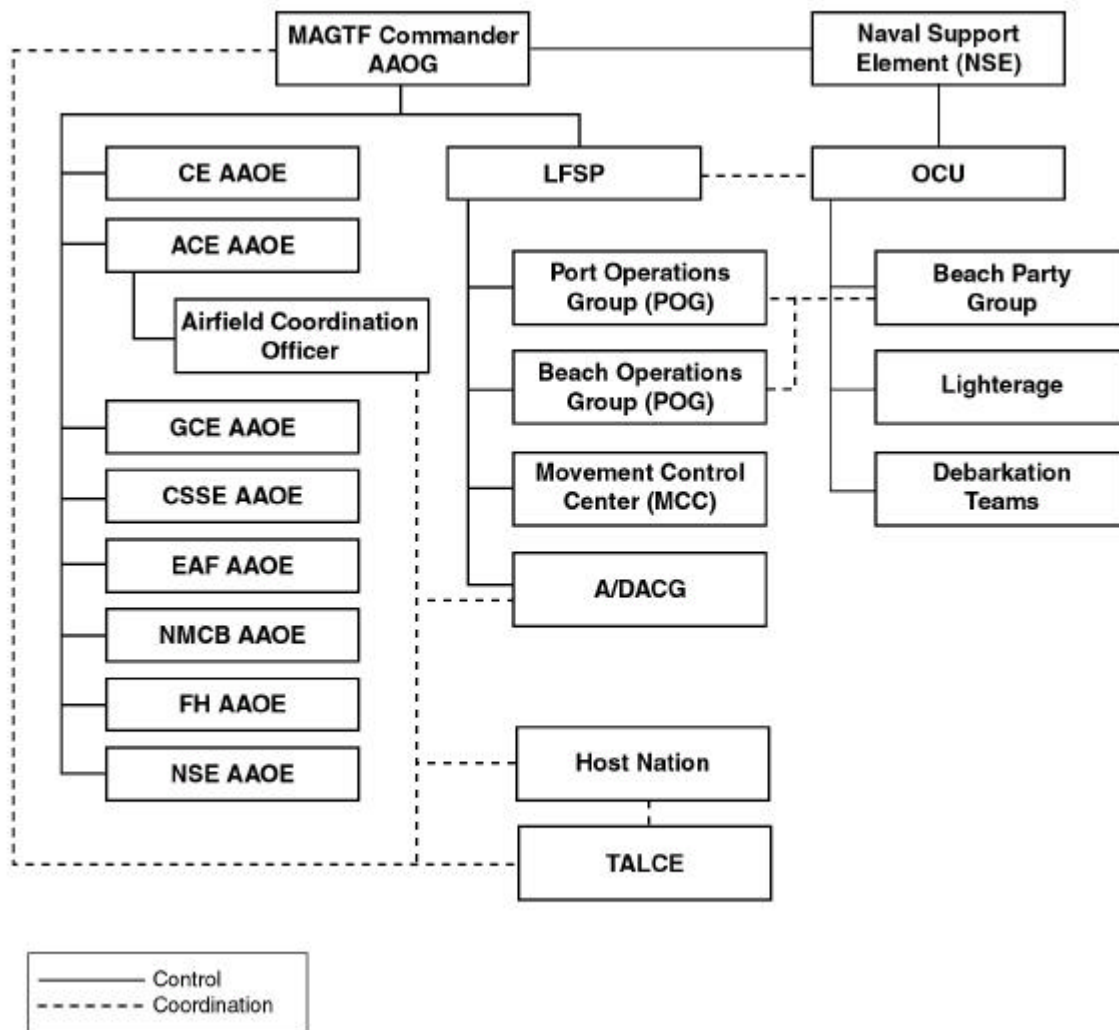 MAGTF Commander
AAOG
Naval Support
Element (NSE)
CE AAOE
LFSP
OCU
ACE AAOE
Port Operations
Group (POG)
Beach Party
Group
Airfield Coordination
Officer
Beach Operations
Group (POG)
Lighterage
GCE AAOE
CSSE AAOE
Movement Control
Center (MCC)
Debarkation
Teams
EAF AAOE
A/DACG
NMCB AAOE
FH AAOE
NSE AAOE
Host Nation
TALCE
Control
Coordination